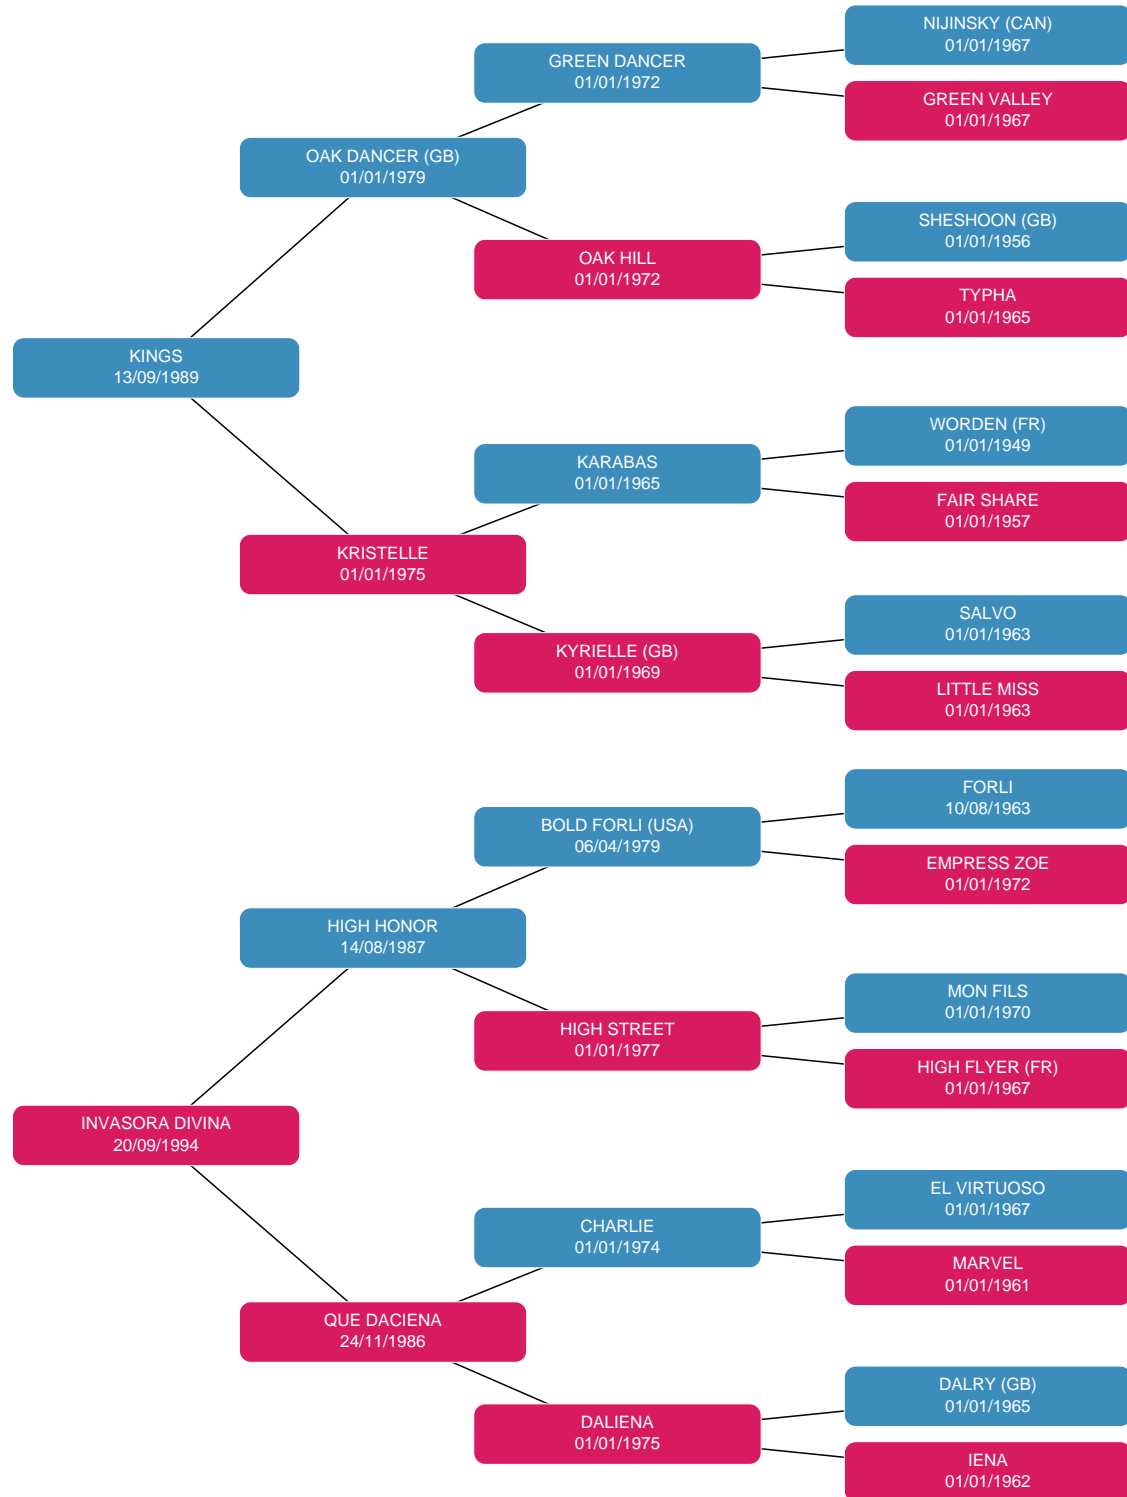 NIJINSKY (CAN)
01/01/1967
GREEN DANCER
01/01/1972
GREEN VALLEY
01/01/1967
OAK DANCER (GB)
01/01/1979
SHESHOON (GB)
01/01/1956
OAK HILL
01/01/1972
TYPHA
01/01/1965
KINGS
13/09/1989
WORDEN (FR)
01/01/1949
KARABAS
01/01/1965
FAIR SHARE
01/01/1957
KRISTELLE
01/01/1975
SALVO
01/01/1963
KYRIELLE (GB)
01/01/1969
LITTLE MISS
01/01/1963
FORLI
10/08/1963
BOLD FORLI (USA)
06/04/1979
EMPRESS ZOE
01/01/1972
HIGH HONOR
14/08/1987
MON FILS
01/01/1970
HIGH STREET
01/01/1977
HIGH FLYER (FR)
01/01/1967
INVASORA DIVINA
20/09/1994
EL VIRTUOSO
01/01/1967
CHARLIE
01/01/1974
MARVEL
01/01/1961
QUE DACIENA
24/11/1986
DALRY (GB)
01/01/1965
DALIENA
01/01/1975
IENA
01/01/1962